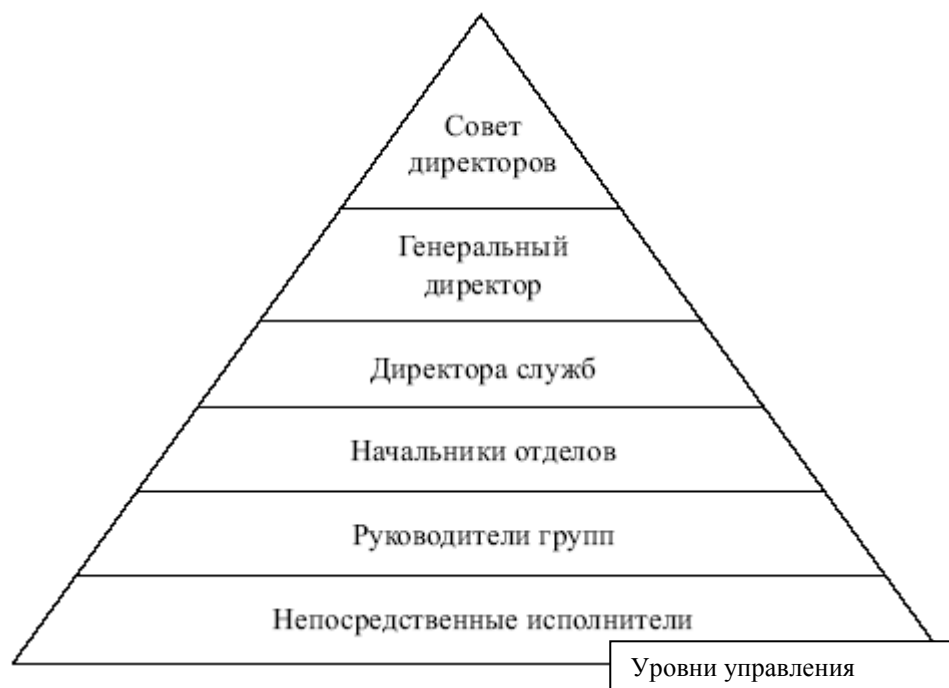 Совет
директоров
Генеральный
директор
Директора служб
Начальники отделов
Руководители групп
Непосредственные исполнители
Уровни управления